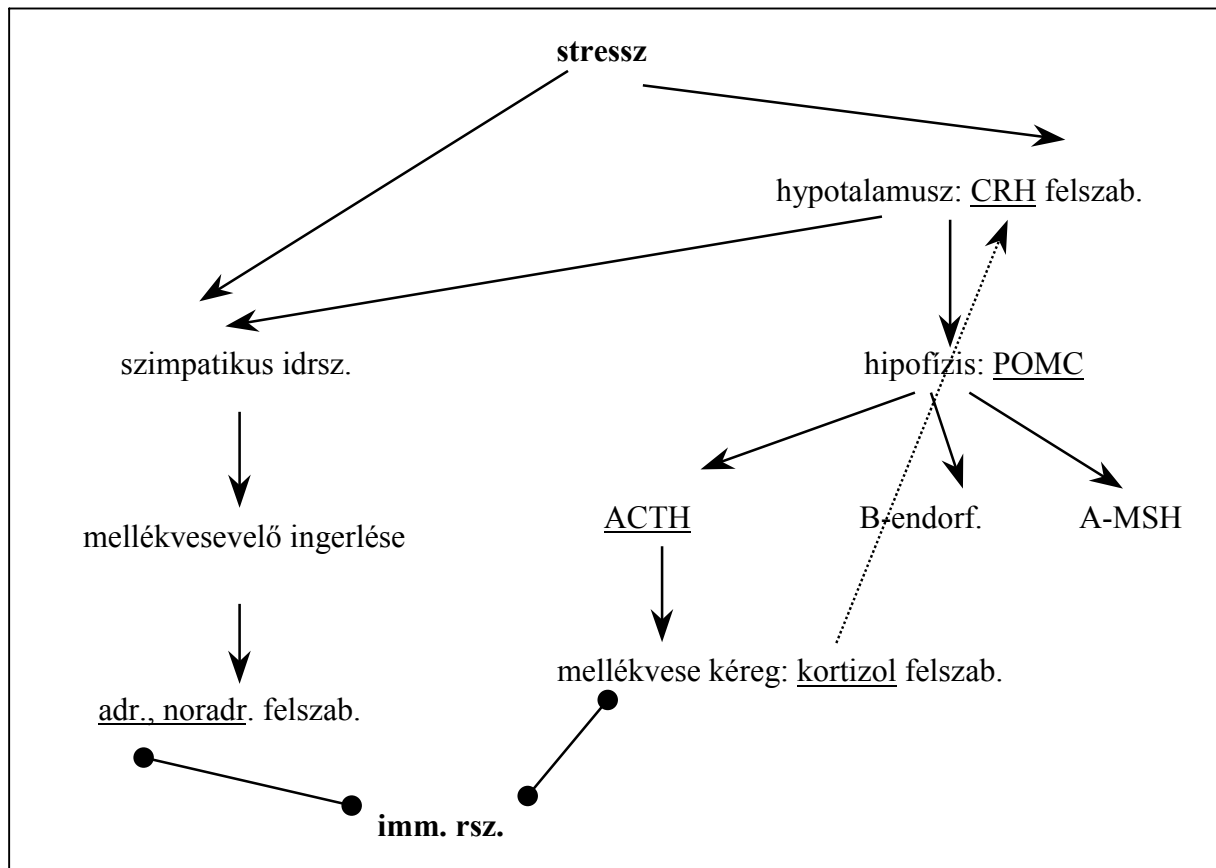 stressz
hypotalamusz: CRH felszab.
szimpatikus idrsz.
hipofízis: POMC
ACTH
B-endorf.
A-MSH
mellékvesevelő ingerlése
mellékvese kéreg: kortizol felszab.
adr., noradr. felszab.
imm. rsz.